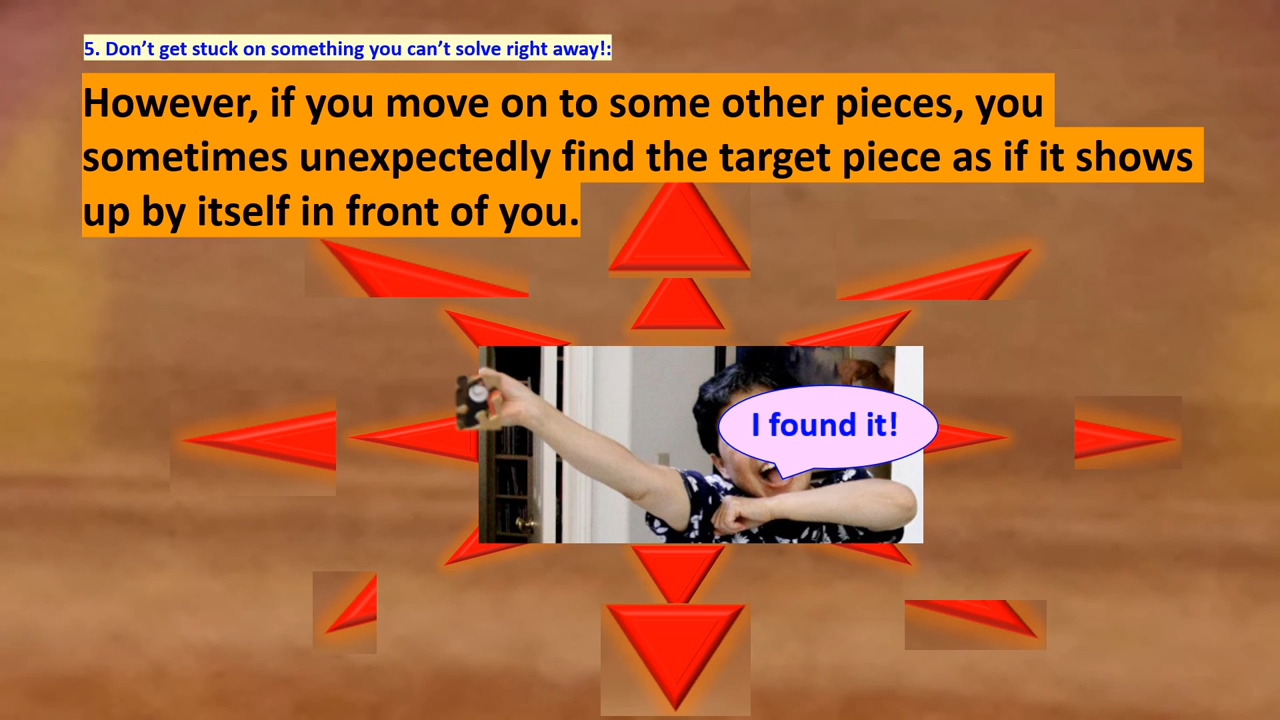 5. Don’t get stuck on something you can’t solve right away!:
However, if you move on to some other pieces, you
sometimes unexpectedly find the target piece as if it shows
up by itself in front of you.
I found it!